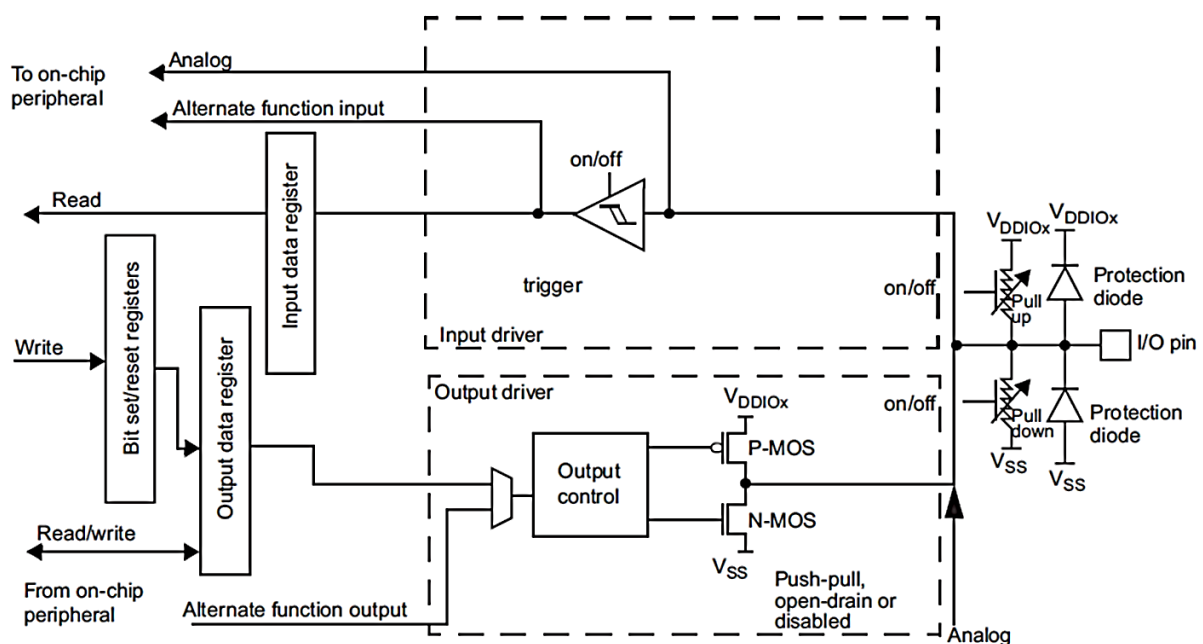 To on-chip
peripheral
Analog
Alternate function input
on/off
Read
Input data register
trigger
Input driver
on/off
VDDIOx
VDDIOx
Pull
up
Protection
diode
I/O pin
Write
Bit set/reset registers
Output data register
Output driver
VDDIOx
on/off
Pull
down
Protection
diode
VSS
VSS
P-MOS
Output
control
N-MOS
VSS
Read/write
From on-chip
peripheral
Alternate function output
Push-pull,
open-drain or
disabled
Analog